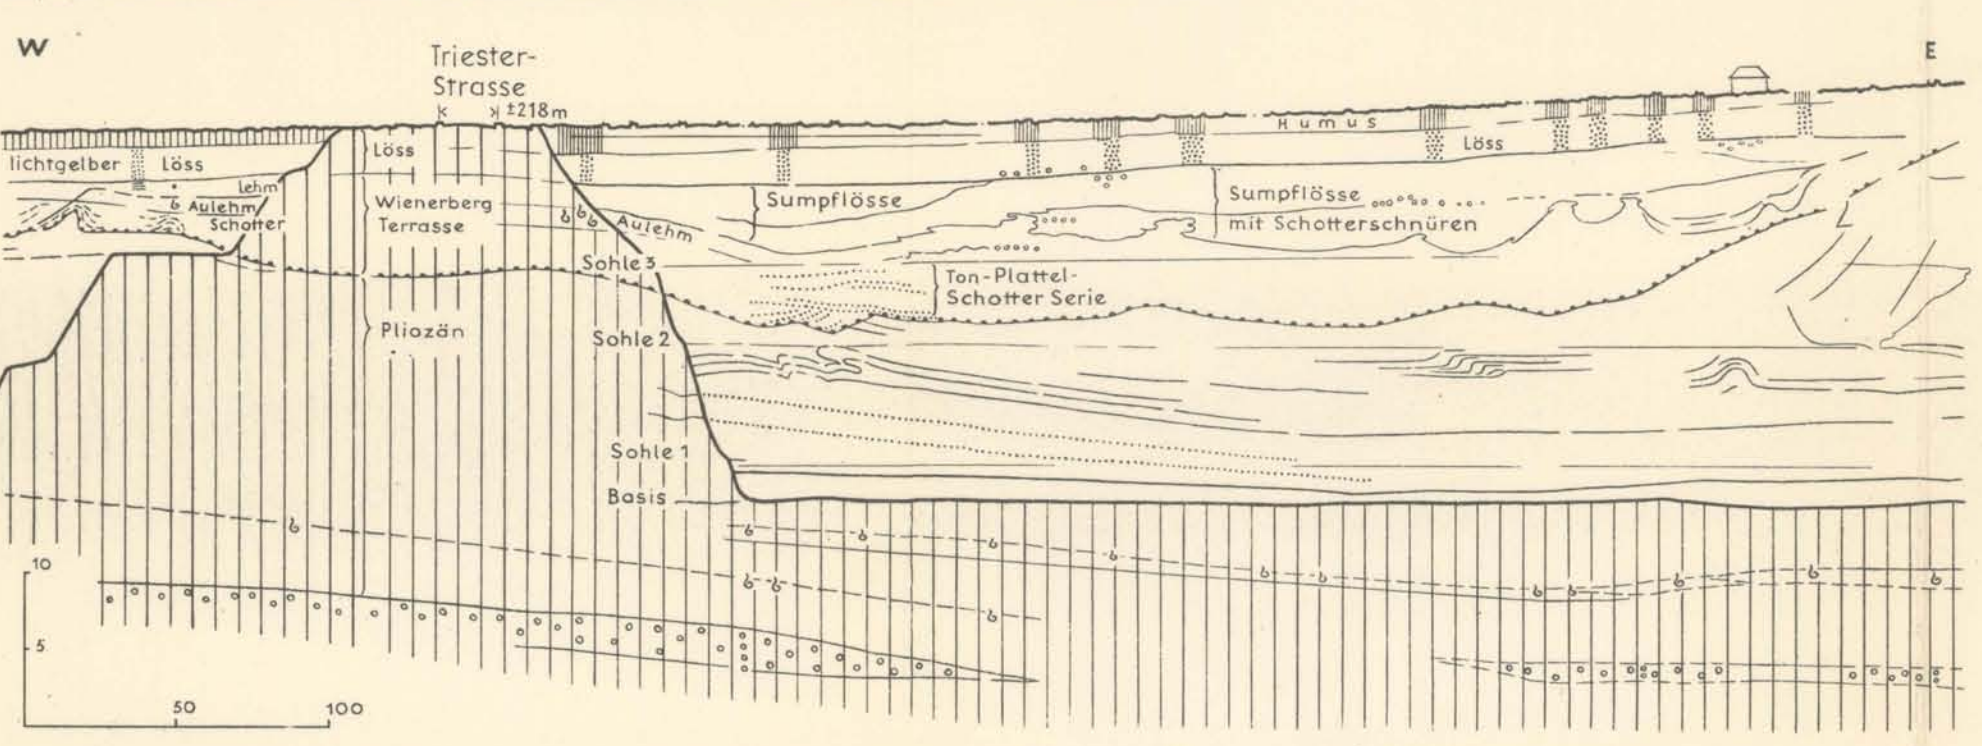 W
E
Triester-
Strasse
±218m
Humus
lichtgelber Löss
Löss
Löss
Lehm
Aulehm
Schotter
Wienerberg
Terrasse
Aulehm
Sumpflösse
Sumpflösse
mit Schotterschnüren
Sohle 3
Ton-Plattel-
Schotter Serie
Pliozän
Sohle 2
Sohle 1
Basis
10
5
50
100